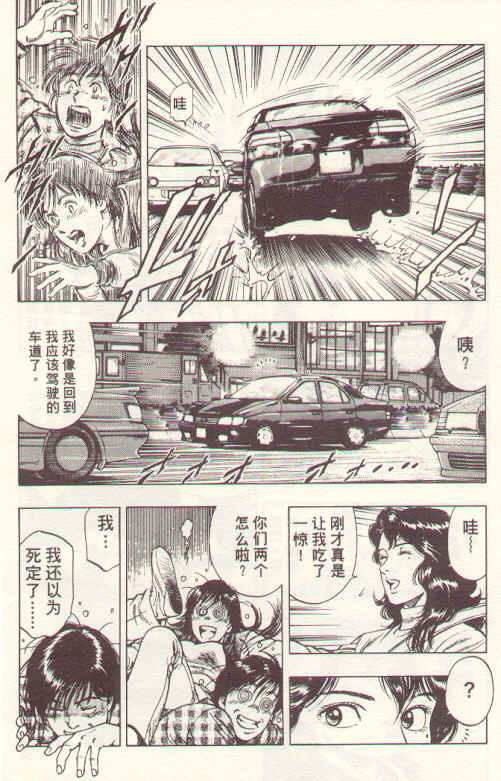 哇
咦？
我好像是回到
我应该驾驶的
车道了。
哇～
刚才真是
让我吃了
一惊！
？
你们两个
怎么啦？
我…
我还以为
死定了……